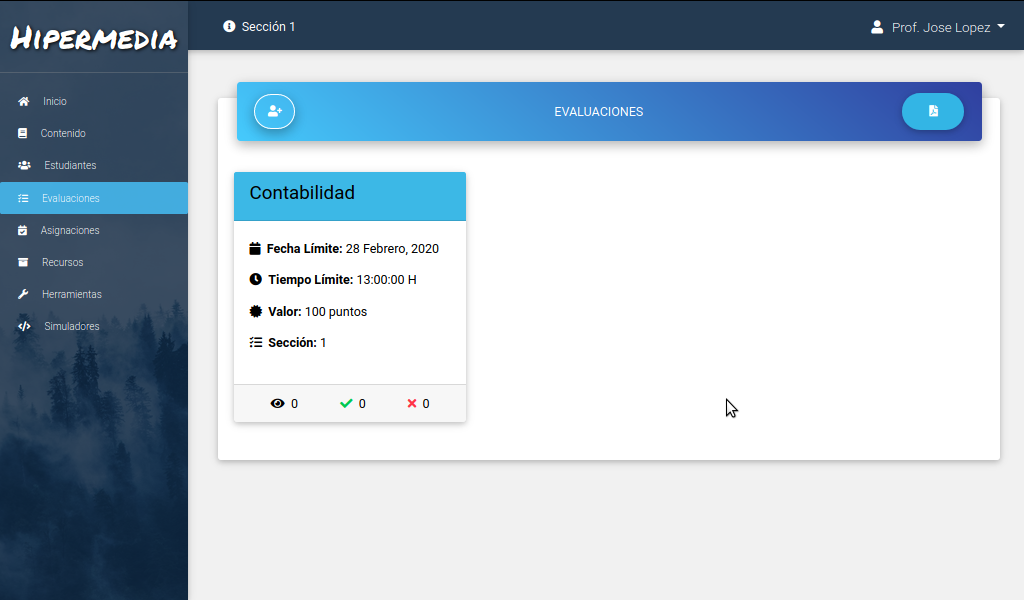 Hipermedia
Sección 1
Prof. Jose Lopez
Inicio
Contenido
Estudiantes
Evaluaciones
Asignaciones
Recursos
Herramientas
Simuladores
EVALUACIONES
Contabilidad
Fecha Límite: 28 Febrero, 2020
Tiempo Límite: 13:00:00 H
Valor: 100 puntos
Sección: 1
0 0 0